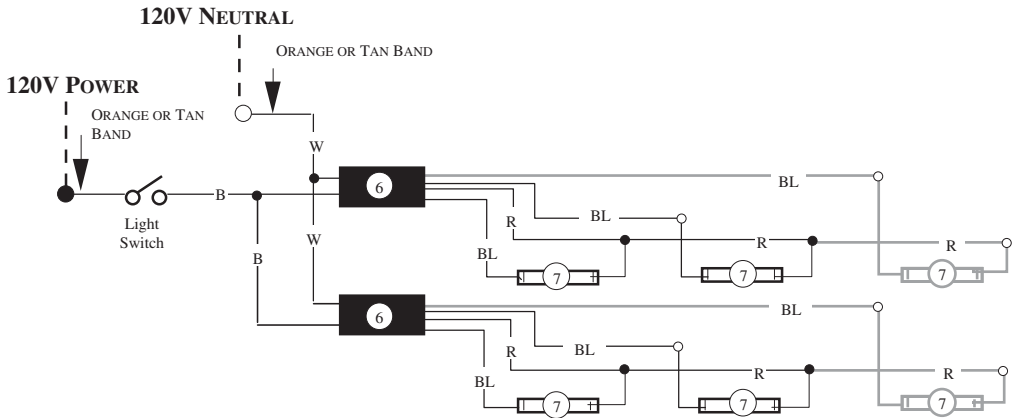 120V NEUTRAL
ORANGE OR TAN BAND
120V POWER
ORANGE OR TAN
BAND
W
6
BL
B
Light
Switch
R
BL
R
R
W
BL
B
7
7
7
6
BL
R
BL
R
R
BL
7
7
7